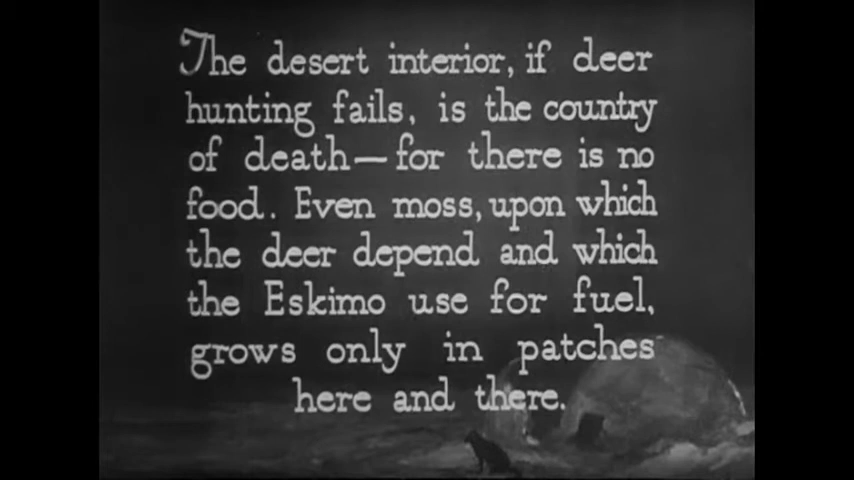 The desert interior, if deer
hunting fails, is the country
of death—for there is no
food. Even moss, upon which
the deer depend and which
the Eskimo use for fuel,
grows only in patches
here and there.